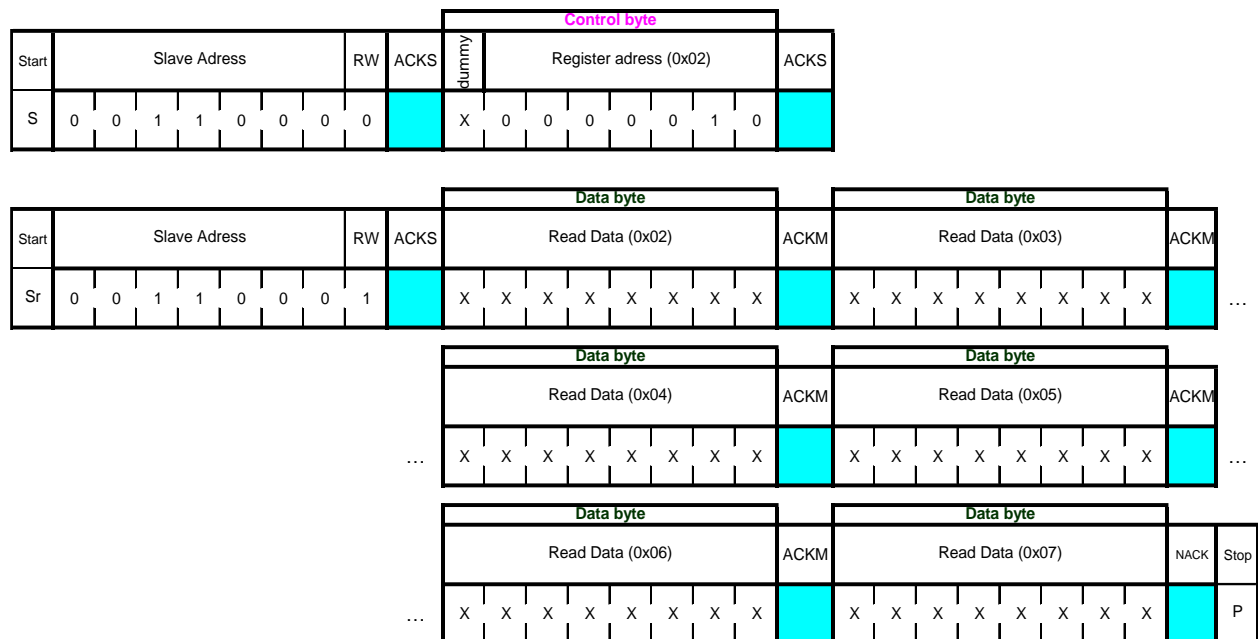 Control byte
Start Slave Adress RW ACKS dummy Register adress (0x02) ACKS
S 0 0 1 1 0 0 0 0 X 0 0 0 0 0 1 0
Data byte Data byte
Start Slave Adress RW ACKS Read Data (0x02) ACKM Read Data (0x03) ACKM
Sr 0 0 1 1 0 0 0 1 X X X X X X X X X X X X X X X X ...
Data byte Data byte
Read Data (0x04) ACKM Read Data (0x05) ACKM
... X X X X X X X X X X X X X X X X ...
Data byte Data byte
Read Data (0x06) ACKM Read Data (0x07) NACK Stop
... X X X X X X X X X X X X X X X X P